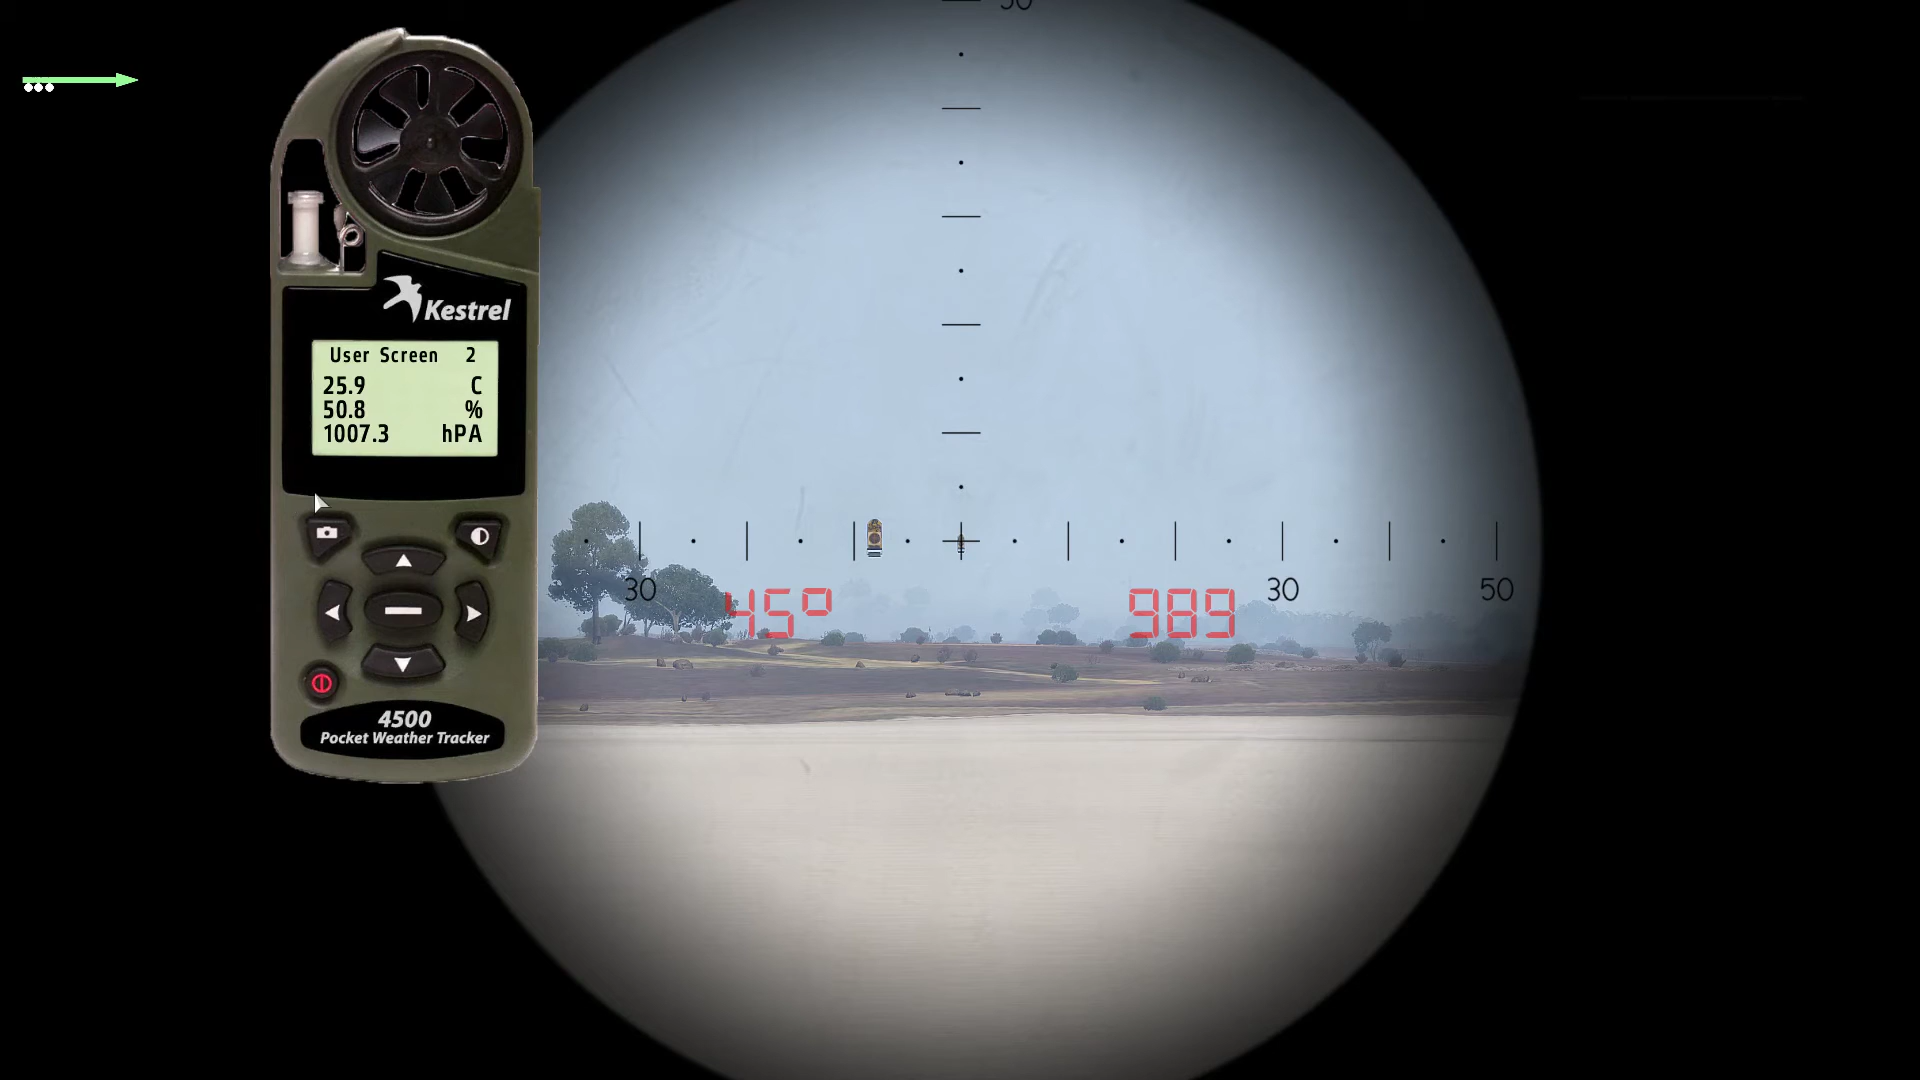 50
Kestrel
User Screen 2
25.9 C
50.8 %
1007.3 hPA
30
30
50
45°
989
4500
Pocket Weather Tracker